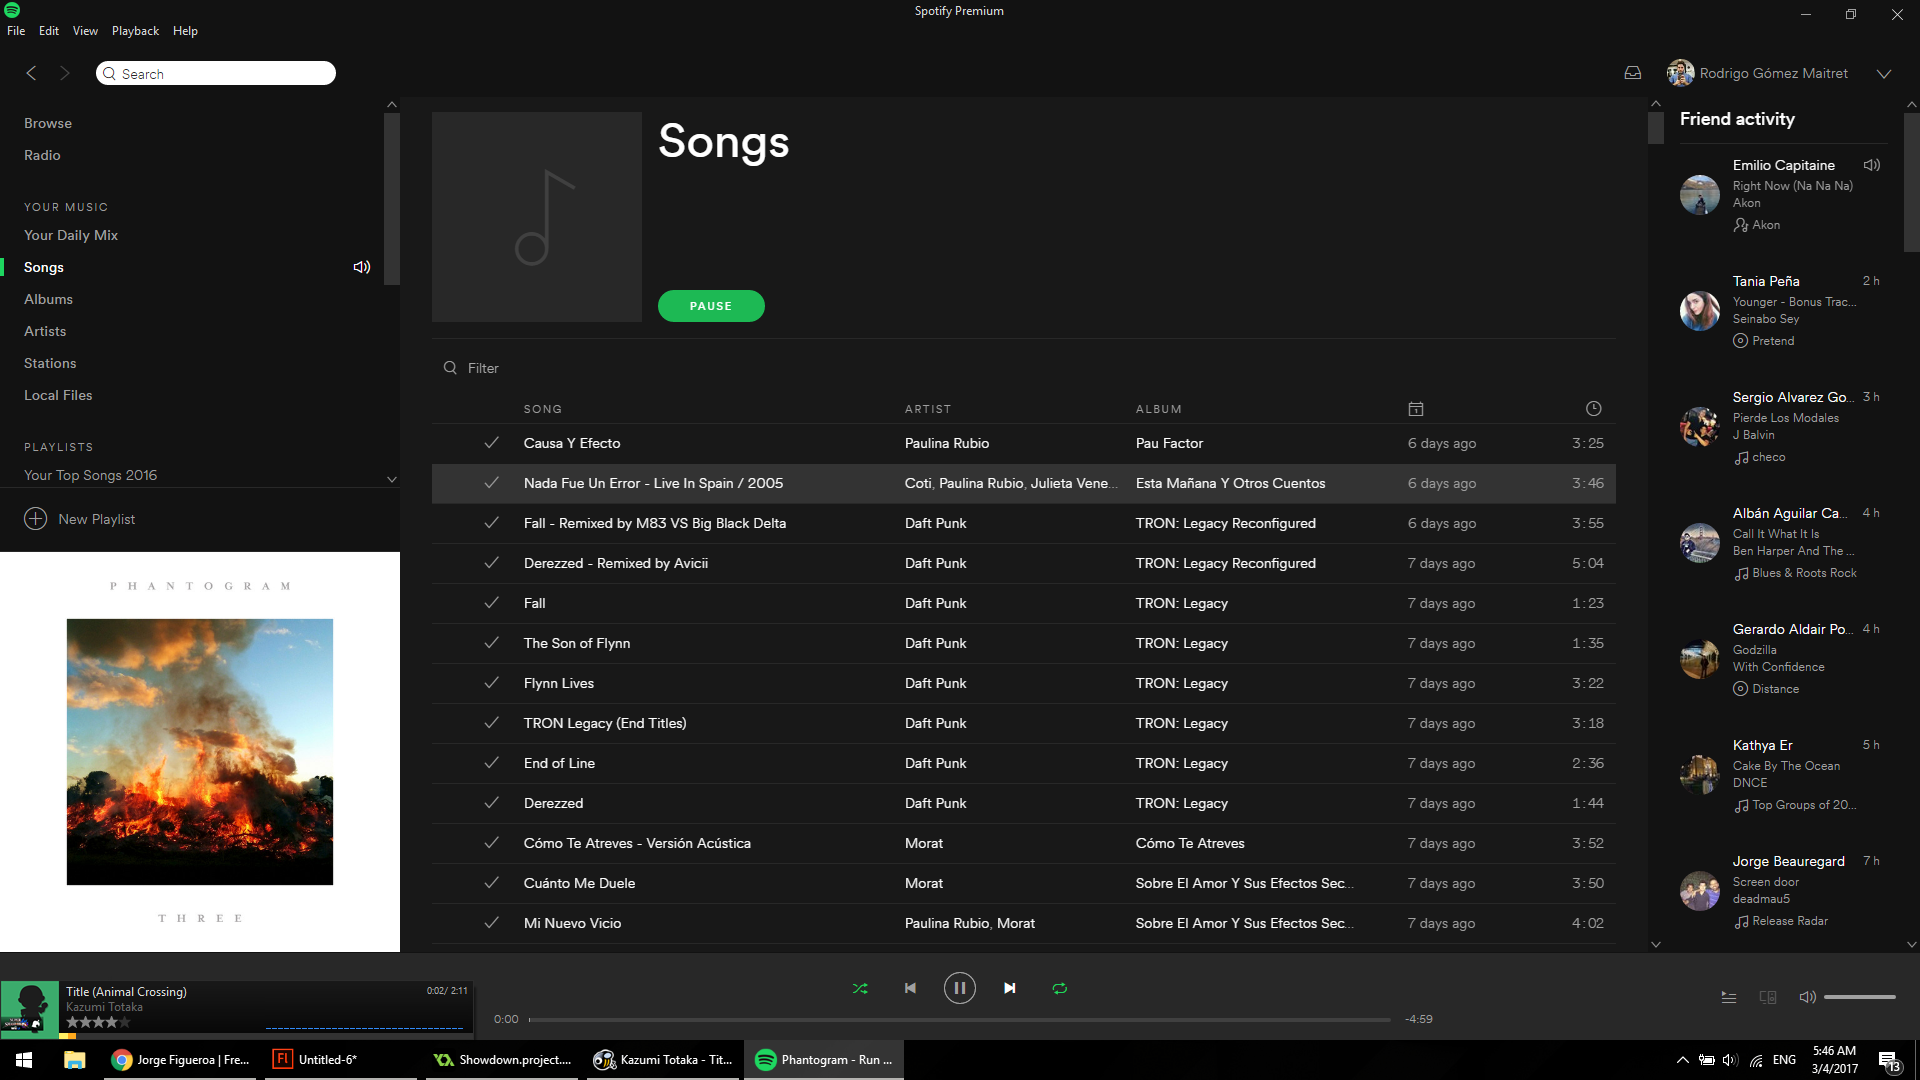 Spotify Premium
File Edit View Playback Help
Search
Rodrigo Gómez Maitret
Browse
Radio
YOUR MUSIC
Your Daily Mix
Songs
Albums
Artists
Stations
Local Files
PLAYLISTS
Your Top Songs 2016
New Playlist
PHANTOGRAM
THREE
Songs
PAUSE
Filter
SONG ARTIST ALBUM
Causa Y Efecto Paulina Rubio Pau Factor 6 days ago 3:25
Nada Fue Un Error - Live In Spain / 2005 Coti, Paulina Rubio, Julieta Vene... Esta Mañana Y Otros Cuentos 6 days ago 3:46
Fall - Remixed by M83 VS Big Black Delta Daft Punk TRON: Legacy Reconfigured 6 days ago 3:55
Derezzed - Remixed by Avicii Daft Punk TRON: Legacy Reconfigured 7 days ago 5:04
Fall Daft Punk TRON: Legacy 7 days ago 1:23
The Son of Flynn Daft Punk TRON: Legacy 7 days ago 1:35
Flynn Lives Daft Punk TRON: Legacy 7 days ago 3:22
TRON Legacy (End Titles) Daft Punk TRON: Legacy 7 days ago 3:18
End of Line Daft Punk TRON: Legacy 7 days ago 2:36
Derezzed Daft Punk TRON: Legacy 7 days ago 1:44
Cómo Te Atreves - Versión Acústica Morat Cómo Te Atreves 7 days ago 3:52
Cuánto Me Duele Morat Sobre El Amor Y Sus Efectos Sec... 7 days ago 3:50
Mi Nuevo Vicio Paulina Rubio, Morat Sobre El Amor Y Sus Efectos Sec... 7 days ago 4:02
Friend activity
Emilio Capitaine
Right Now (Na Na Na)
Akon
Akon
Tania Peña 2 h
Younger - Bonus Trac...
Seinabo Sey
Pretend
Sergio Alvarez Go... 3 h
Pierde Los Modales
J Balvin
checo
Albán Aguilar Ca... 4 h
Call It What It Is
Ben Harper And The ...
Blues & Roots Rock
Gerardo Aldair Po... 4 h
Godzilla
With Confidence
Distance
Kathya Er 5 h
Cake By The Ocean
DNCE
Top Groups of 20...
Jorge Beauregard 7 h
Screen door
deadmau5
Release Radar
Title (Animal Crossing) 0:02/ 2:11
Kazumi Totaka
0:00 -4:59
Jorge Figueroa | Fre... Untitled-6* Showdown.project.... Kazumi Totaka - Tit... Phantogram - Run ...
ENG
5:46 AM
3/4/2017
13